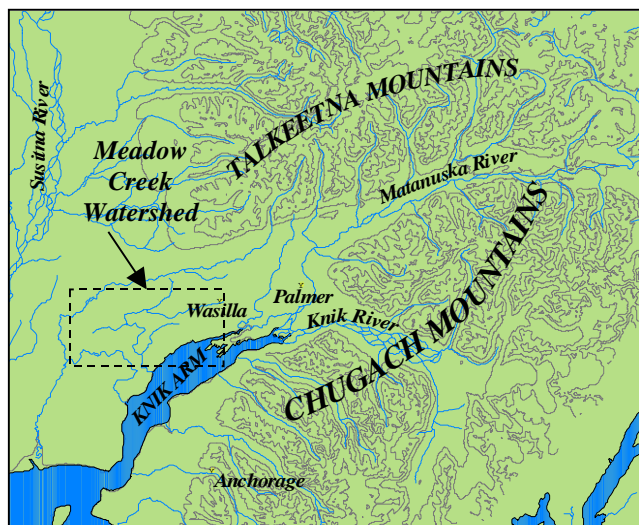 TALKEETNA MOUNTAINS
Susitna River
Meadow
Creek
Watershed
Matanuska River
CHUGACH MOUNTAINS
Wasilla
Palmer
Knik River
KNIK ARM
Anchorage